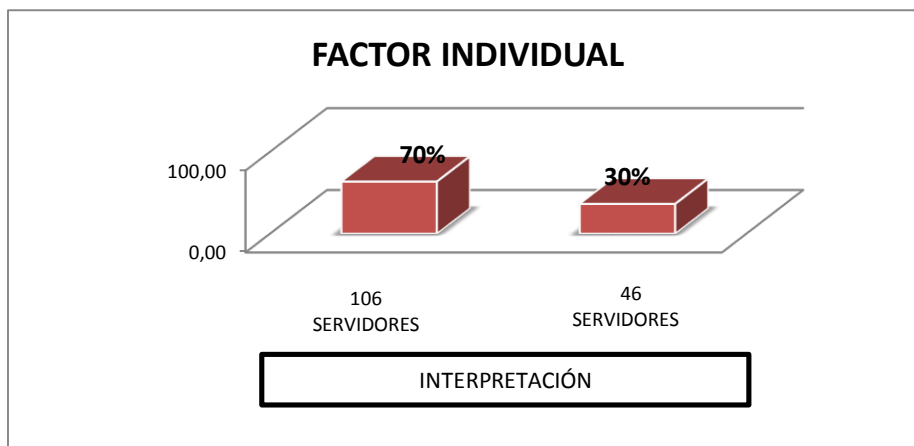 FACTOR INDIVIDUAL
70%
30%
100,00
0,00
106
SERVIDORES
46
SERVIDORES
INTERPRETACIÓN